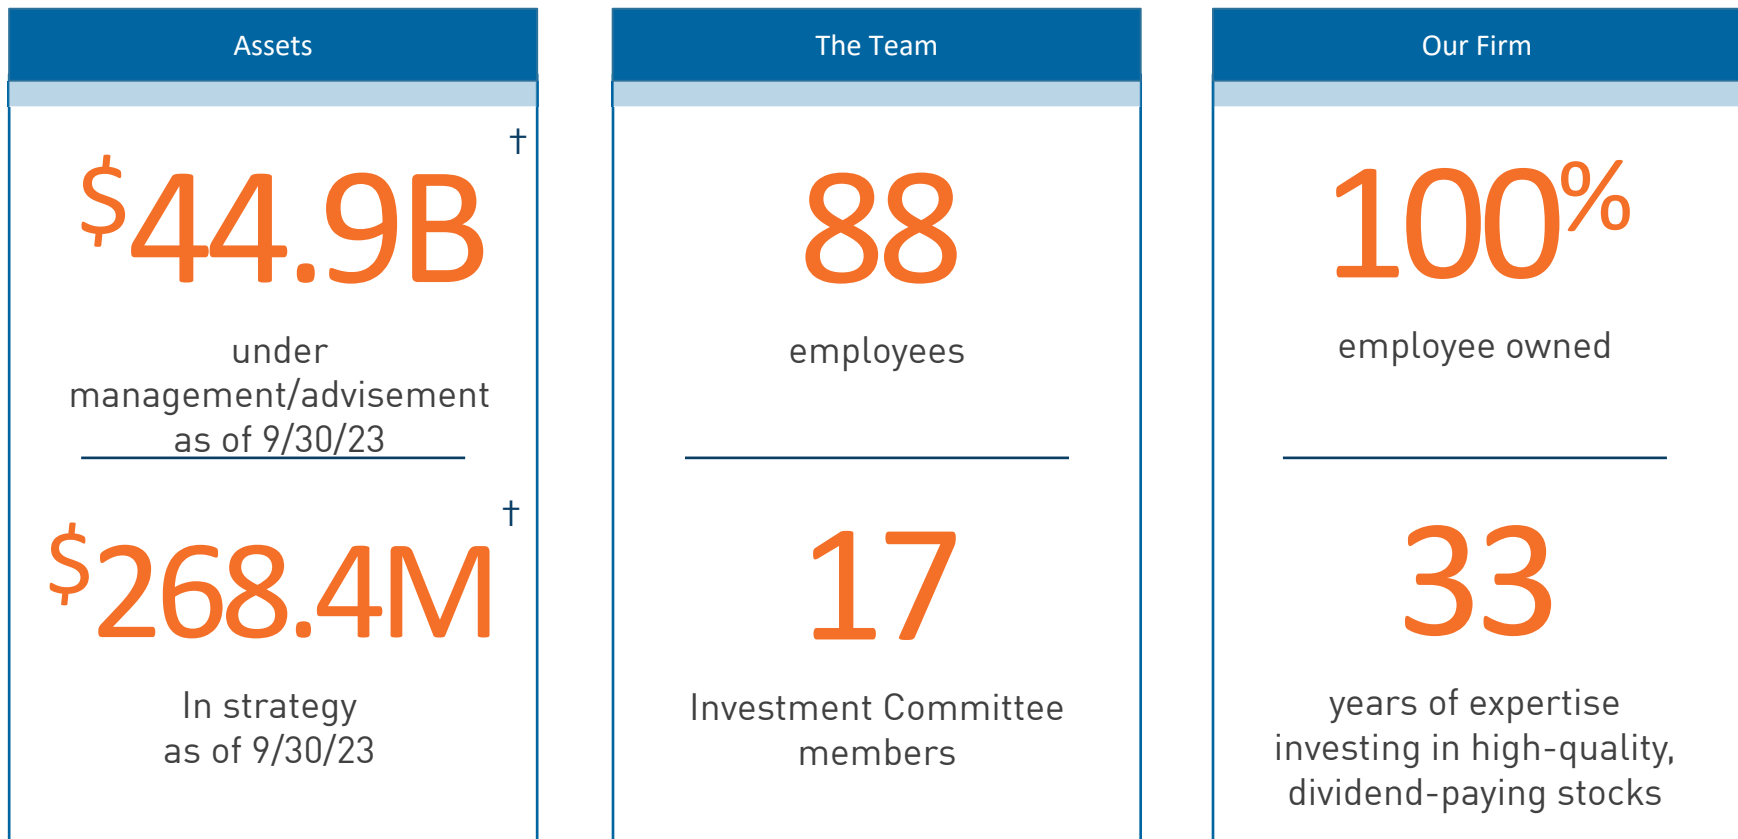 Assets
†
$44.9B
under
management/advisement
as of 9/30/23
†
$268.4M
In strategy
as of 9/30/23
The Team
88
employees
17
Investment Committee
members
Our Firm
100%
employee owned
33
years of expertise
investing in high-quality,
dividend-paying stocks